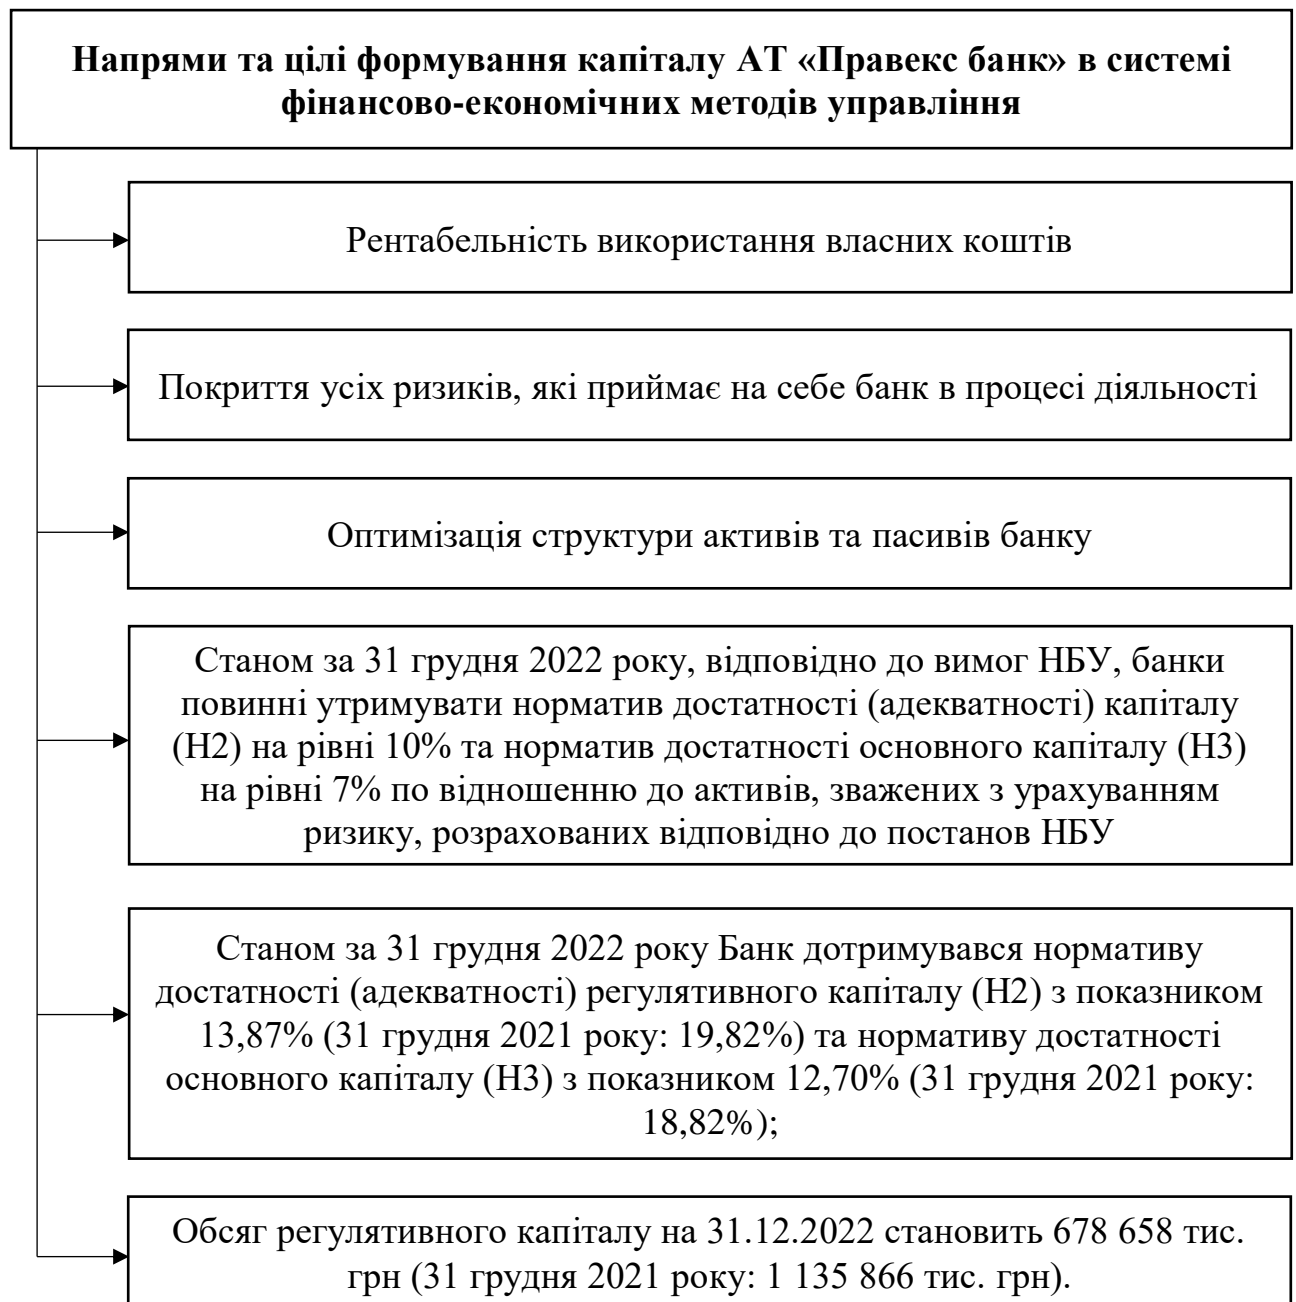 Напрями та цілі формування капіталу АТ «Правекс банк» в системі
фінансово-економічних методів управління
Рентабельність використання власних коштів
Покриття усіх ризиків, які приймає на себе банк в процесі діяльності
Оптимізація структури активів та пасивів банку
Станом за 31 грудня 2022 року, відповідно до вимог НБУ, банки
повинні утримувати норматив достатності (адекватності) капіталу
(Н2) на рівні 10% та норматив достатності основного капіталу (Н3)
на рівні 7% по відношенню до активів, зважених з урахуванням
ризику, розрахованих відповідно до постанов НБУ
Станом за 31 грудня 2022 року Банк дотримувався нормативу
достатності (адекватності) регулятивного капіталу (Н2) з показником
13,87% (31 грудня 2021 року: 19,82%) та нормативу достатності
основного капіталу (Н3) з показником 12,70% (31 грудня 2021 року:
18,82%);
Обсяг регулятивного капіталу на 31.12.2022 становить 678 658 тис.
грн (31 грудня 2021 року: 1 135 866 тис. грн).